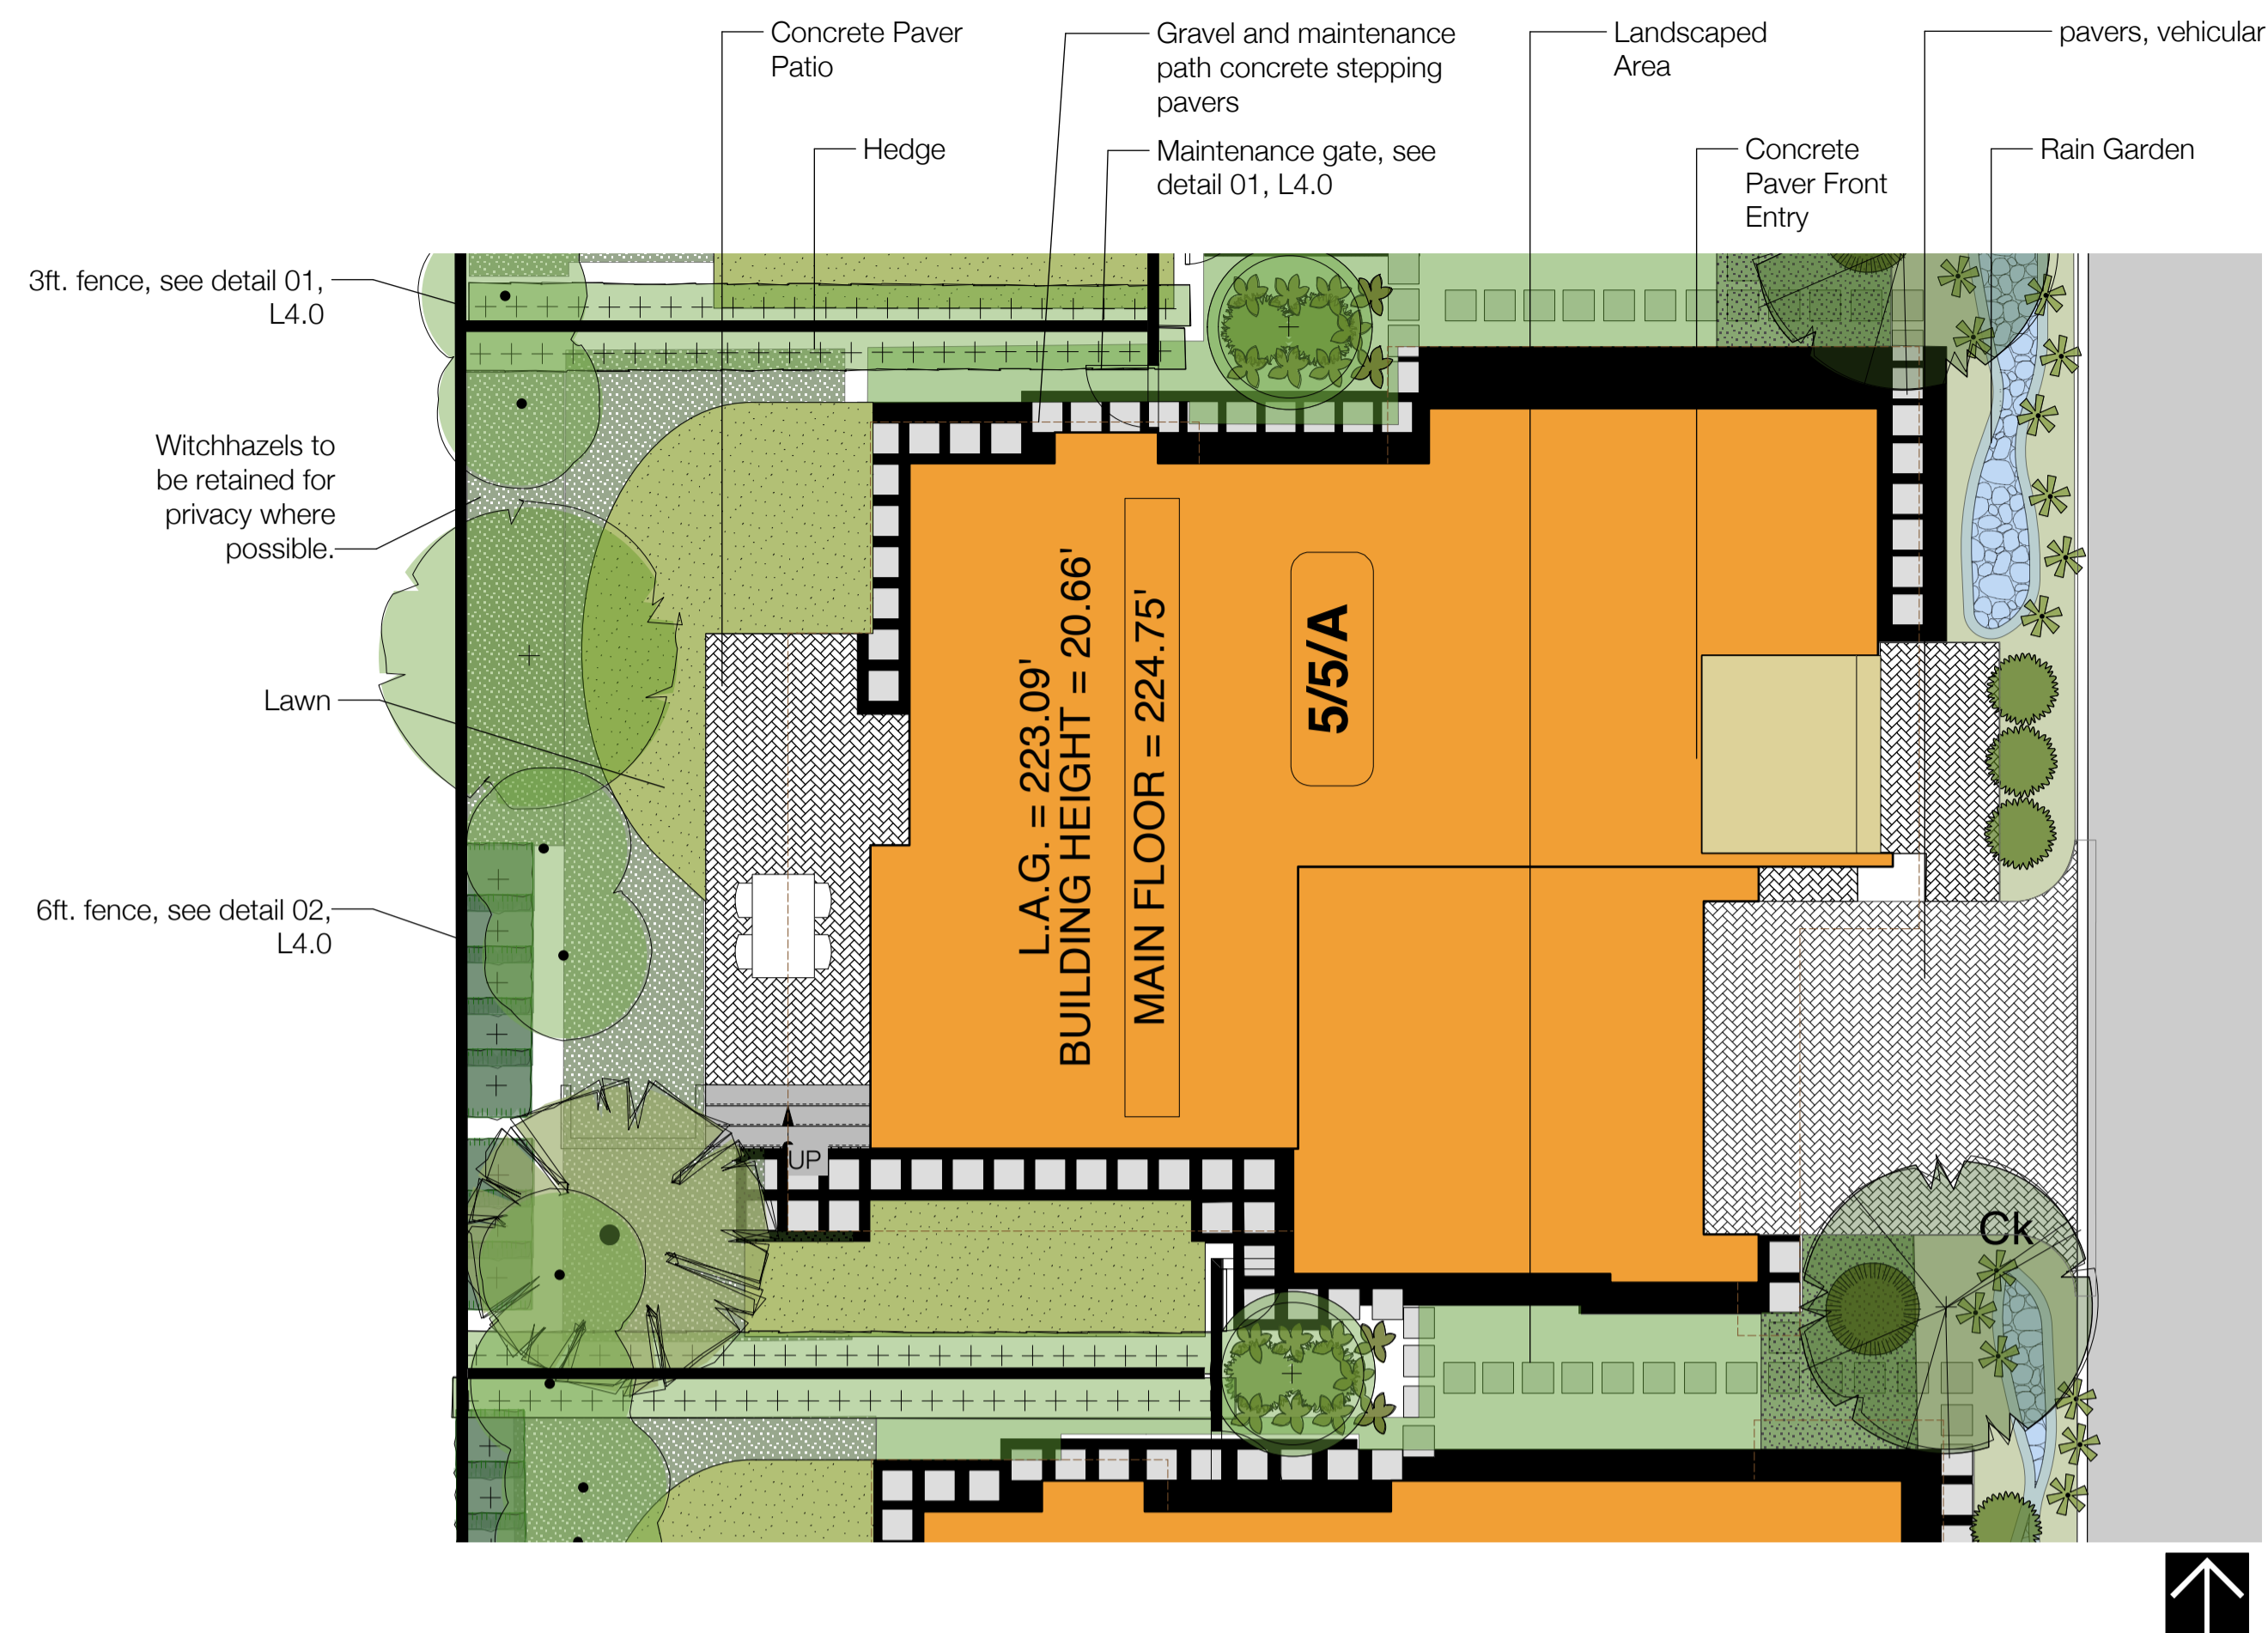 Concrete Paver
Patio
Gravel and maintenance
path concrete stepping
pavers
Landscaped
Area
pavers, vehicular
Hedge
Maintenance gate, see
detail 01, L4.0
Concrete
Paver Front
Entry
Rain Garden
3ft. fence, see detail 01,
L4.0
Witchhazels to
be retained for
privacy where
possible.
Lawn
6ft. fence, see detail 02,
L4.0
L.A.G. = 223.09'
BUILDING HEIGHT = 20.66'
MAIN FLOOR = 224.75'
5/5/A
UP
Ck